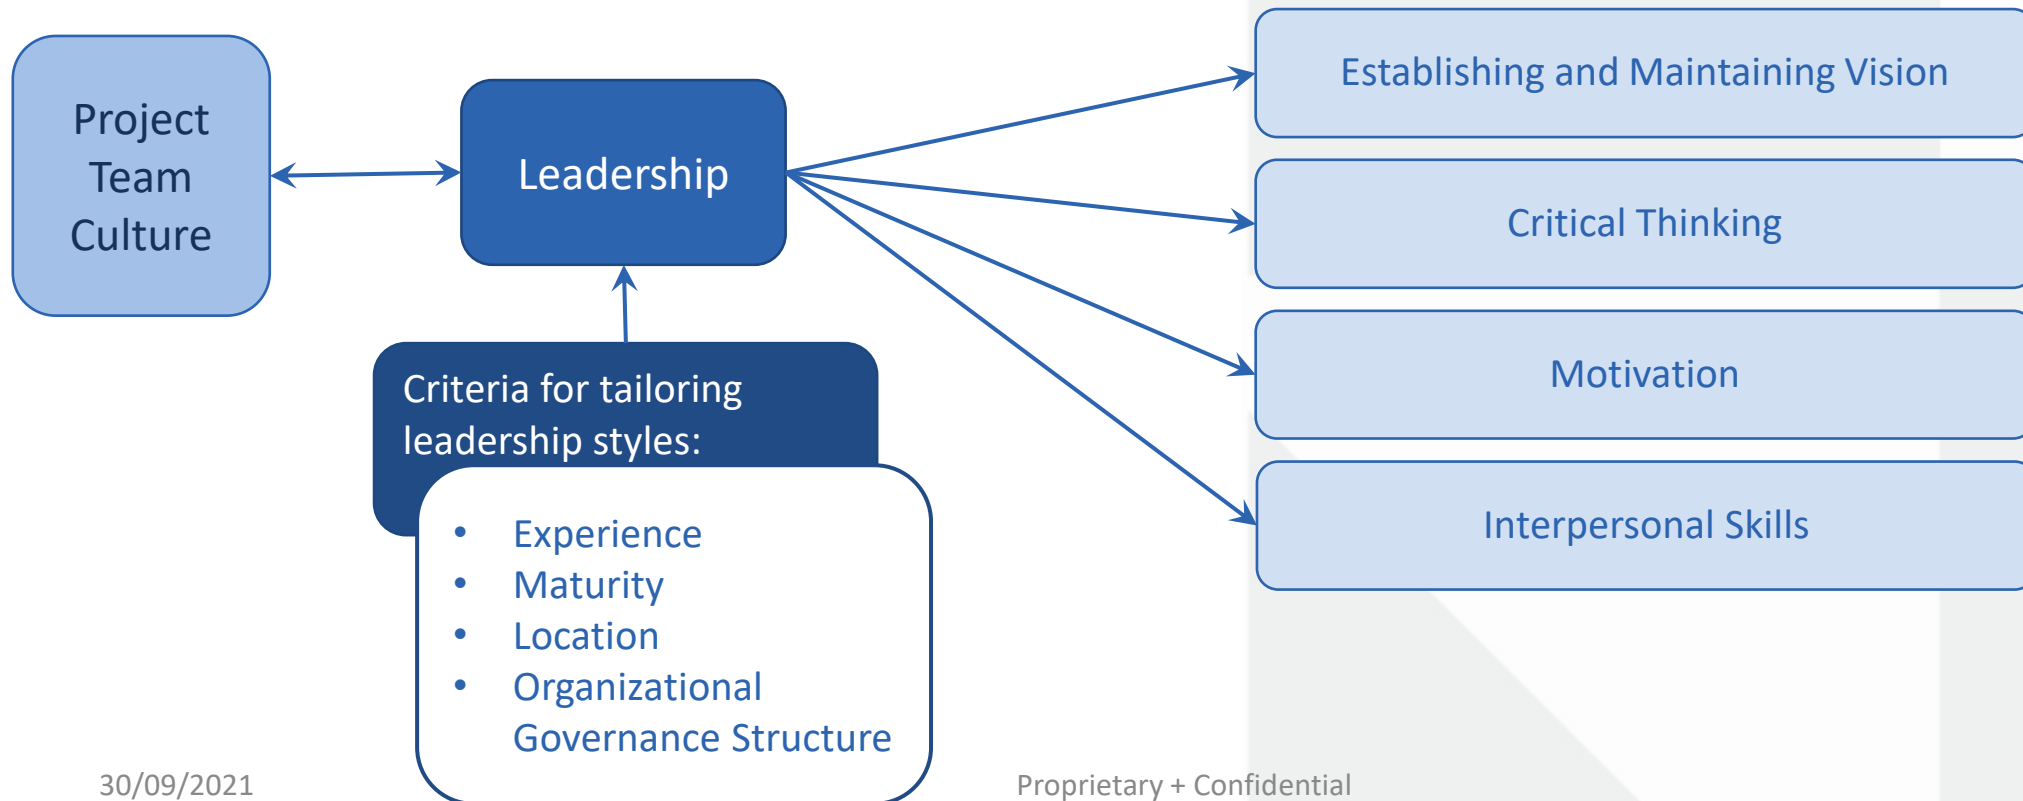 Project
Team
Culture
Leadership
Criteria for tailoring
leadership styles:
• Experience
• Maturity
• Location
• Organizational
Governance Structure
Establishing and Maintaining Vision
Critical Thinking
Motivation
Interpersonal Skills
30/09/2021
Proprietary + Confidential